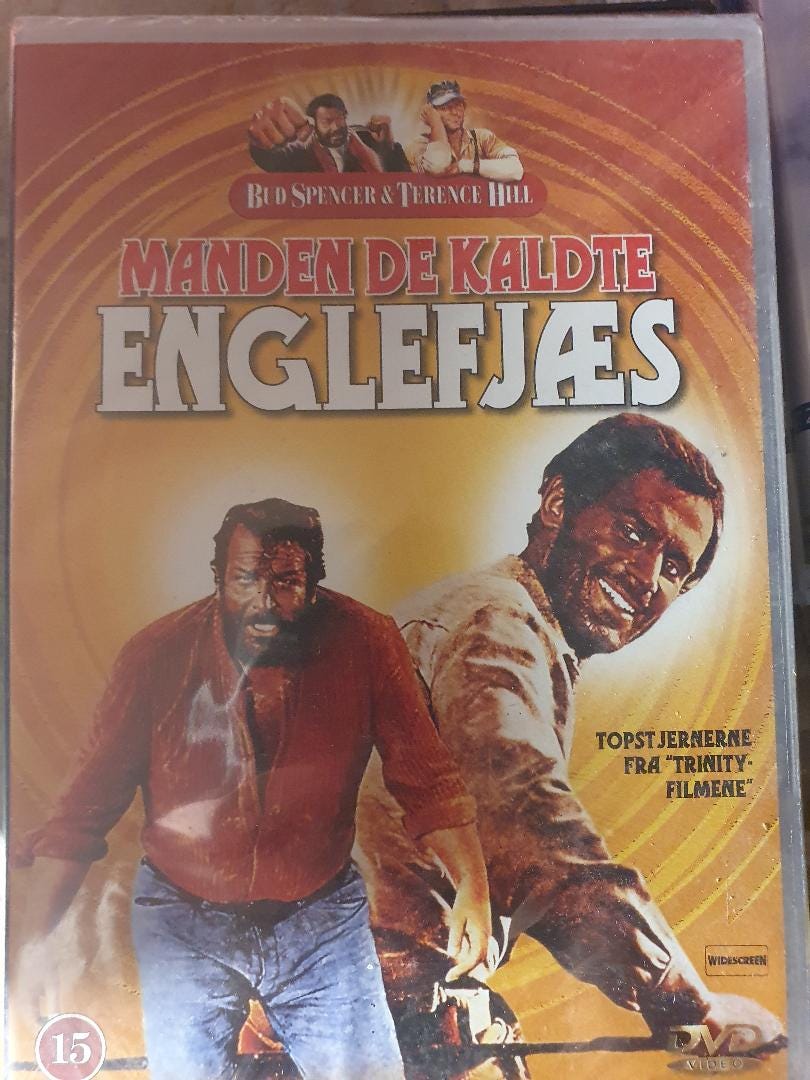 BUD SPENCER & TERENCE HILL
MANDEN DE KALDTE
ENGLEFJÆS
TOPSTJERNERNE
FRA "TRINITY-
FILMENE"
WIDESCREEN
15
DVD
VIDEO